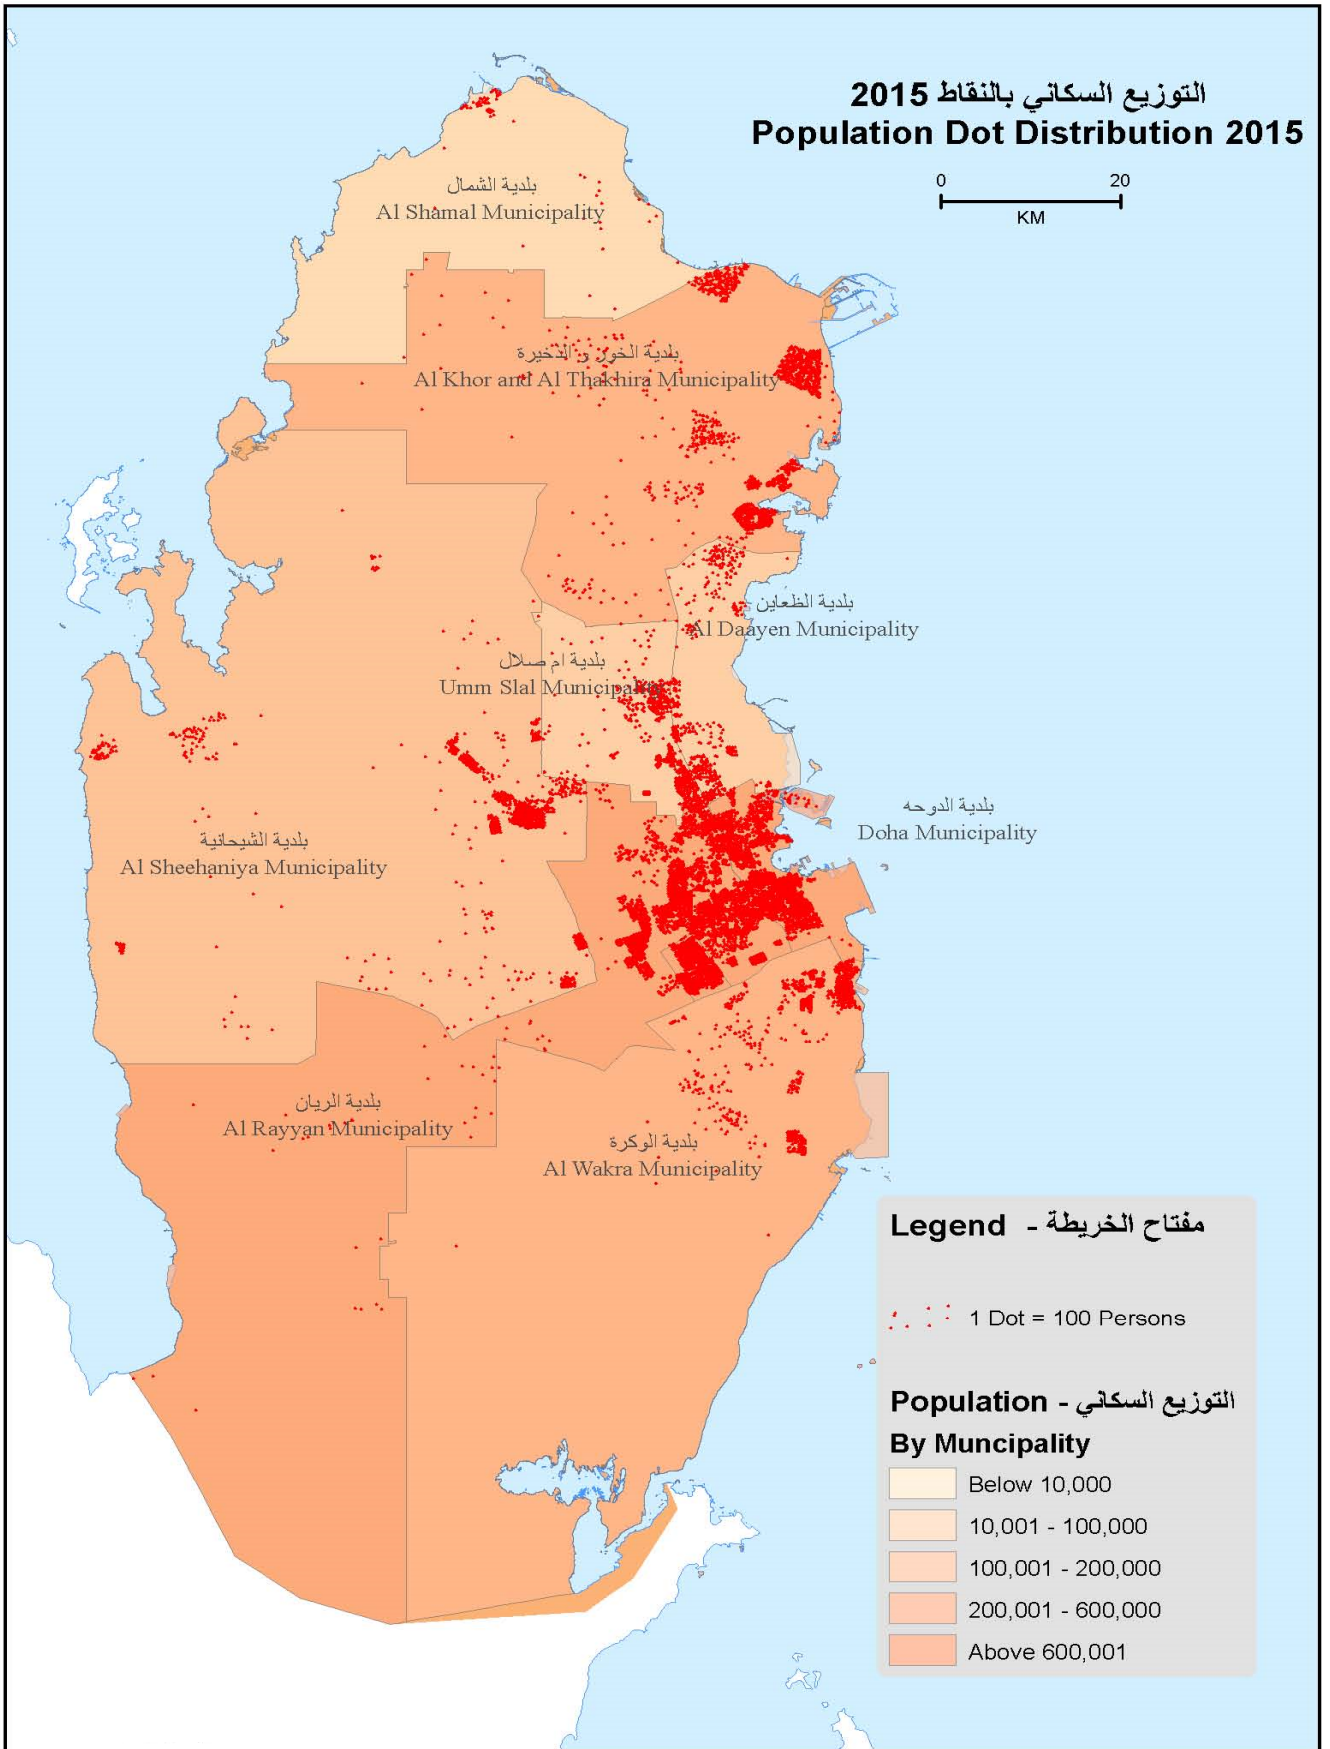 التوزيع السكاني بالنقاط 2015
Population Dot Distribution 2015
0 20
KM
بلدية الشمال
Al Shamal Municipality
بلدية الخور و الذخيرة
Al Khor and Al Thakhira Municipality
بلدية الظعاين
Al Daayen Municipality
بلدية ام صلال
Umm Slal Municipality
بلدية الدوحه
Doha Municipality
بلدية الشيحانية
Al Sheehaniya Municipality
بلدية الريان
Al Rayyan Municipality
بلدية الوكرة
Al Wakra Municipality
Legend - مفتاح الخريطة
1 Dot = 100 Persons
Population - التوزيع السكاني
By Muncipality
Below 10,000
10,001 - 100,000
100,001 - 200,000
200,001 - 600,000
Above 600,001